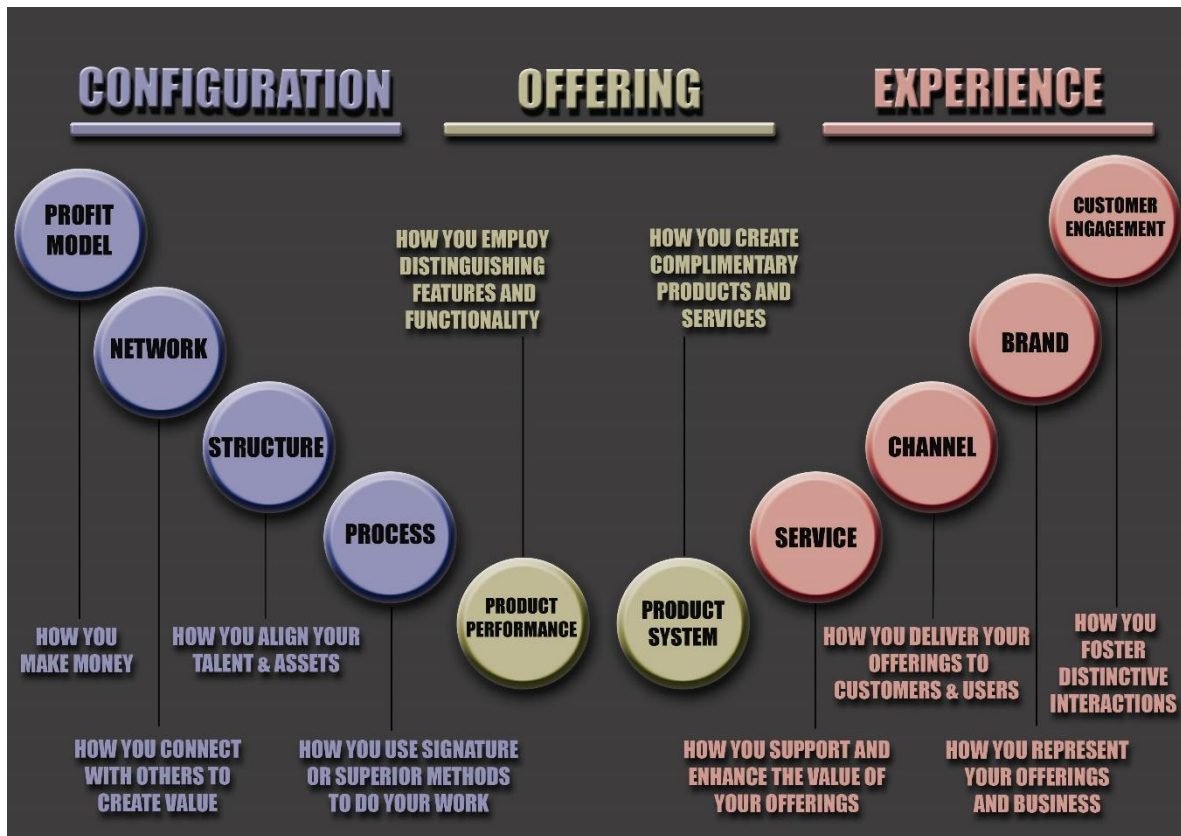 CONFIGURATION
OFFERING
EXPERIENCE
PROFIT
MODEL
NETWORK
STRUCTURE
PROCESS
PRODUCT
PERFORMANCE
PRODUCT
SYSTEM
SERVICE
CHANNEL
BRAND
CUSTOMER
ENGAGEMENT
HOW YOU EMPLOY
DISTINGUISHING
FEATURES AND
FUNCTIONALITY
HOW YOU CREATE
COMPLIMENTARY
PRODUCTS AND
SERVICES
HOW YOU
MAKE MONEY
HOW YOU CONNECT
WITH OTHERS TO
CREATE VALUE
HOW YOU ALIGN YOUR
TALENT & ASSETS
HOW YOU USE SIGNATURE
OR SUPERIOR METHODS
TO DO YOUR WORK
HOW YOU SUPPORT AND
ENHANCE THE VALUE OF
YOUR OFFERINGS
HOW YOU DELIVER YOUR
OFFERINGS TO
CUSTOMERS & USERS
HOW YOU REPRESENT
YOUR OFFERINGS
AND BUSINESS
HOW YOU
FOSTER
DISTINCTIVE
INTERACTIONS